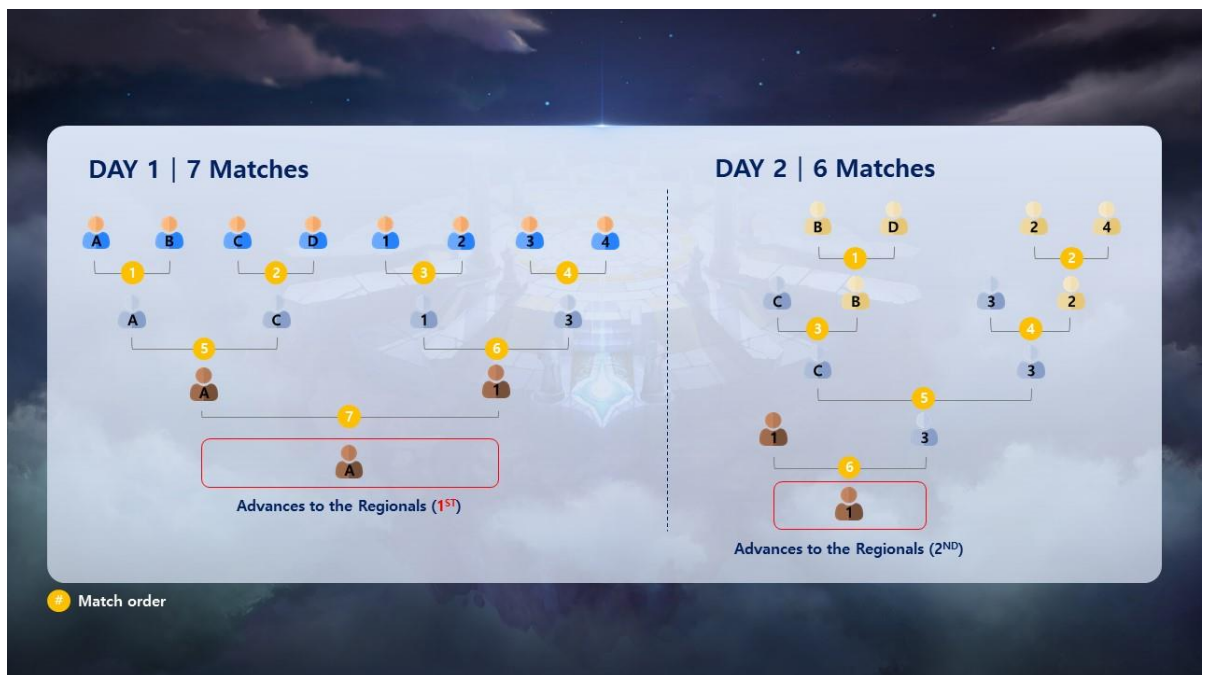 DAY 1 | 7 Matches
A B C D 1 2 3 4
1 2 3 4
A C 1 3
5 6
A 1
7
A
Advances to the Regionals (1ST)
DAY 2 | 6 Matches
B D 2 4
1 2
C B 3 2
3 4
C 3
5
1 3
6
1
Advances to the Regionals (2ND)
# Match order